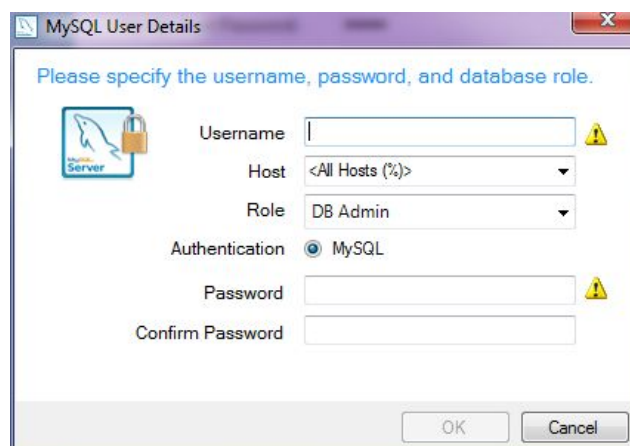 MySQL User Details
Please specify the username, password, and database role.
MySQL
Server
Username
Host <All Hosts (%)>
Role DB Admin
Authentication MySQL
Password
Confirm Password
OK Cancel